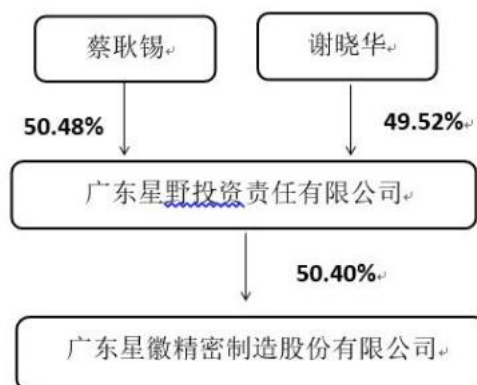 蔡耿锡
谢晓华
50.48%
49.52%
广东星野投资责任有限公司
50.40%
广东星徽精密制造股份有限公司